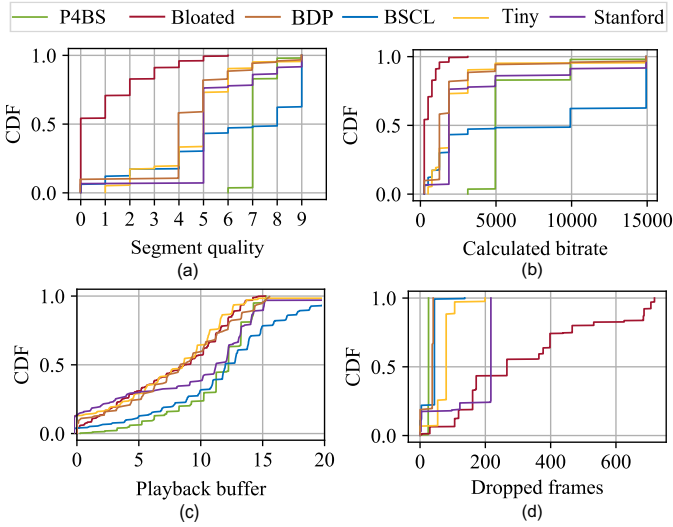 P4BS Bloated BDP BSCL Tiny Stanford
1.0
0.5
0.0
CDF
0 1 2 3 4 5 6 7 8 9
Segment quality
(a)
1.0
0.5
0.0
CDF
0 5000 10000 15000
Calculated bitrate
(b)
1.0
0.5
0.0
CDF
0 5 10 15 20
Playback buffer
(c)
1.0
0.5
0.0
CDF
0 200 400 600
Dropped frames
(d)